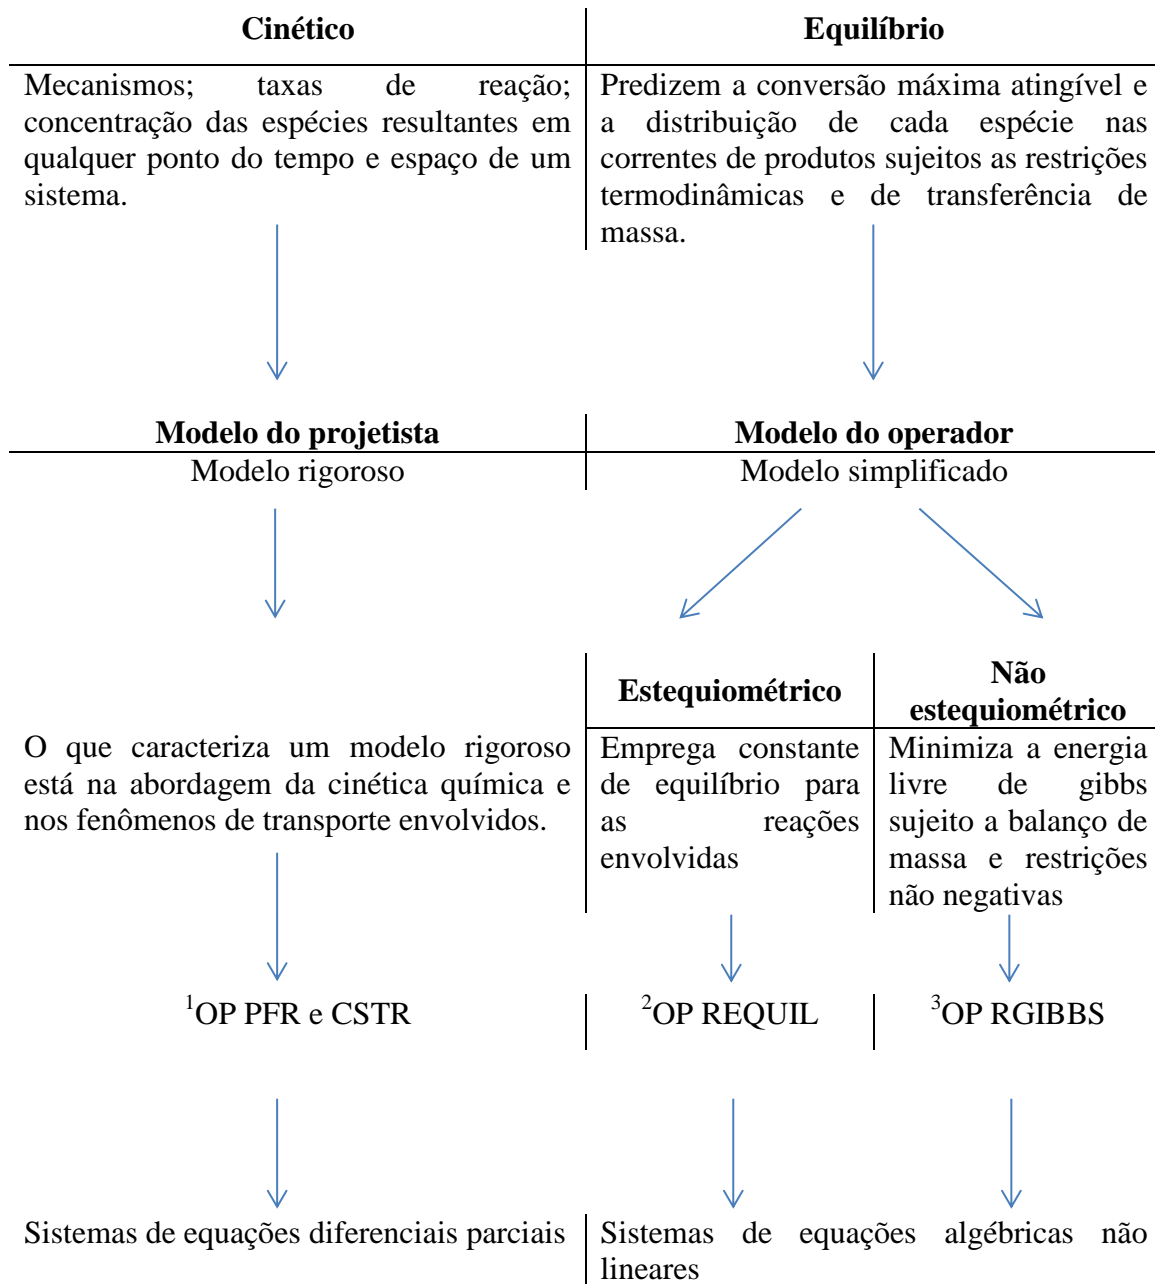 Cinético
Equilíbrio
Mecanismos; taxas de reação;
concentração das espécies resultantes em
qualquer ponto do tempo e espaço de um
sistema.
Predizem a conversão máxima atingível e
a distribuição de cada espécie nas
correntes de produtos sujeitos as restrições
termodinâmicas e de transferência de
massa.
Modelo do projetista
Modelo do operador
Modelo rigoroso
Modelo simplificado
O que caracteriza um modelo rigoroso
está na abordagem da cinética química e
nos fenômenos de transporte envolvidos.
Estequiométrico
Emprega constante
de equilíbrio para
as reações
envolvidas
Não
estequiométrico
Minimiza a energia
livre de gibbs
sujeito a balanço de
massa e restrições
não negativas
¹OP PFR e CSTR
²OP REQUIL
³OP RGIBBS
Sistemas de equações diferenciais parciais
Sistemas de equações algébricas não
lineares